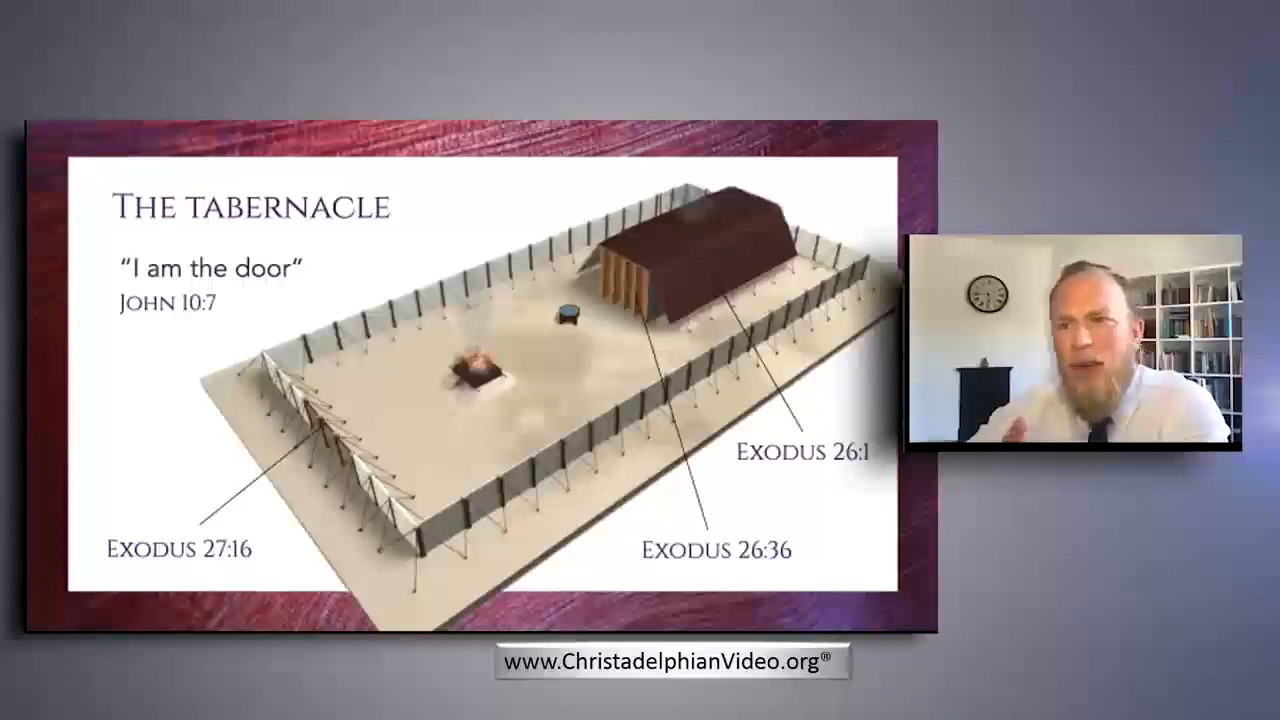 THE TABERNACLE
“I am the door“
JOHN 10:7
EXODUS 26:1
EXODUS 27:16
EXODUS 26:36
www.ChristadelphianVideo.org®